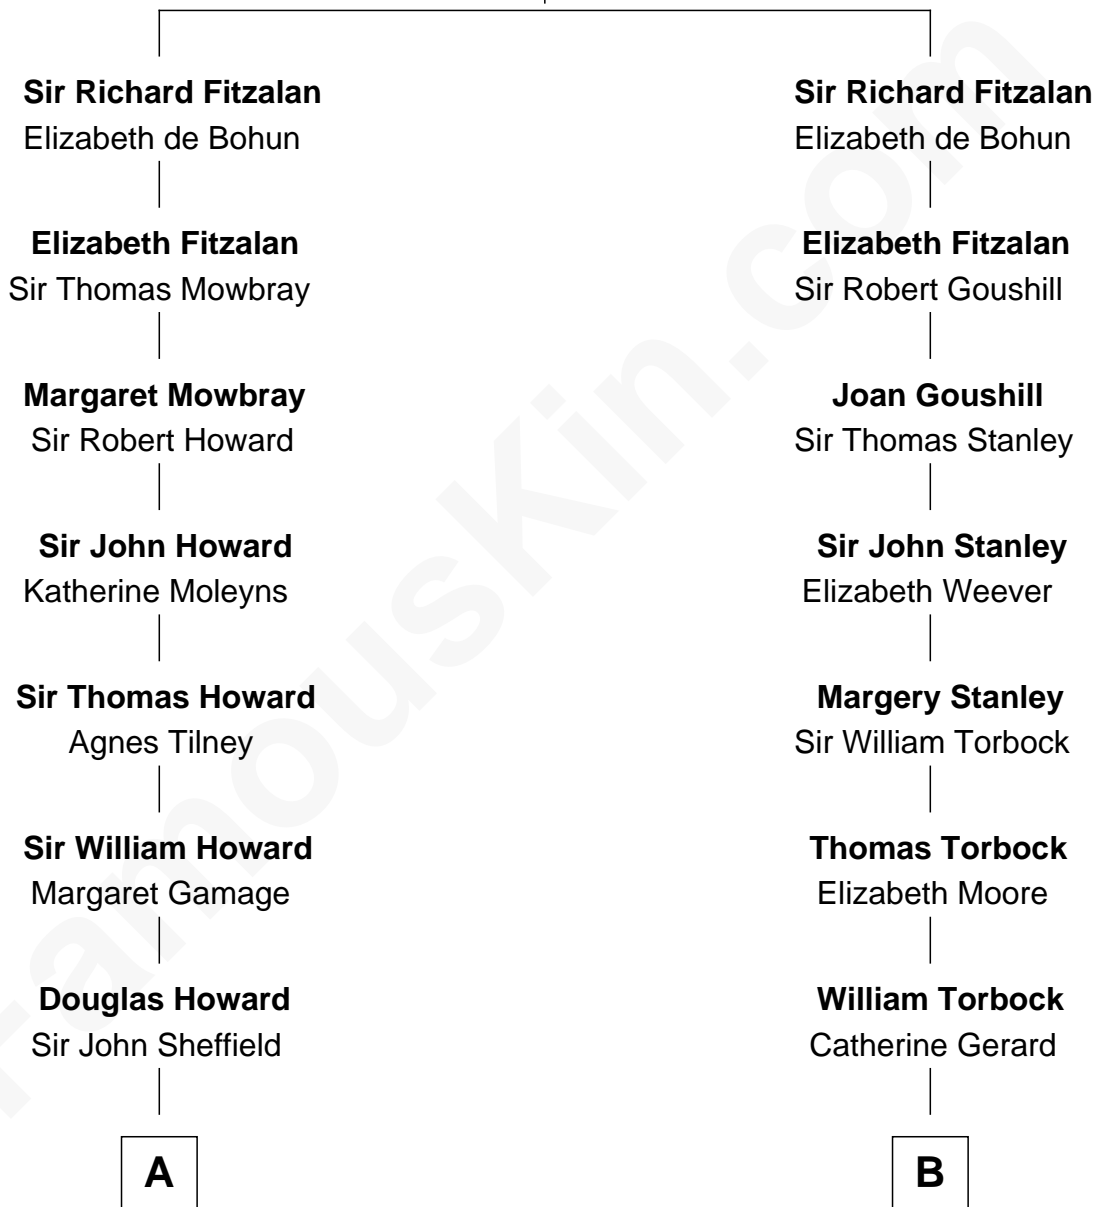 Sir Richard Fitzalan
Elizabeth de Bohun
Elizabeth Fitzalan
Sir Thomas Mowbray
Margaret Mowbray
Sir Robert Howard
Sir John Howard
Katherine Moleyns
Sir Thomas Howard
Agnes Tilney
Sir William Howard
Margaret Gamage
Douglas Howard
Sir John Sheffield
A
Sir Richard Fitzalan
Elizabeth de Bohun
Elizabeth Fitzalan
Sir Robert Goushill
Joan Goushill
Sir Thomas Stanley
Sir John Stanley
Elizabeth Weever
Margery Stanley
Sir William Torbock
Thomas Torbock
Elizabeth Moore
William Torbock
Catherine Gerard
B
FamousKin.com